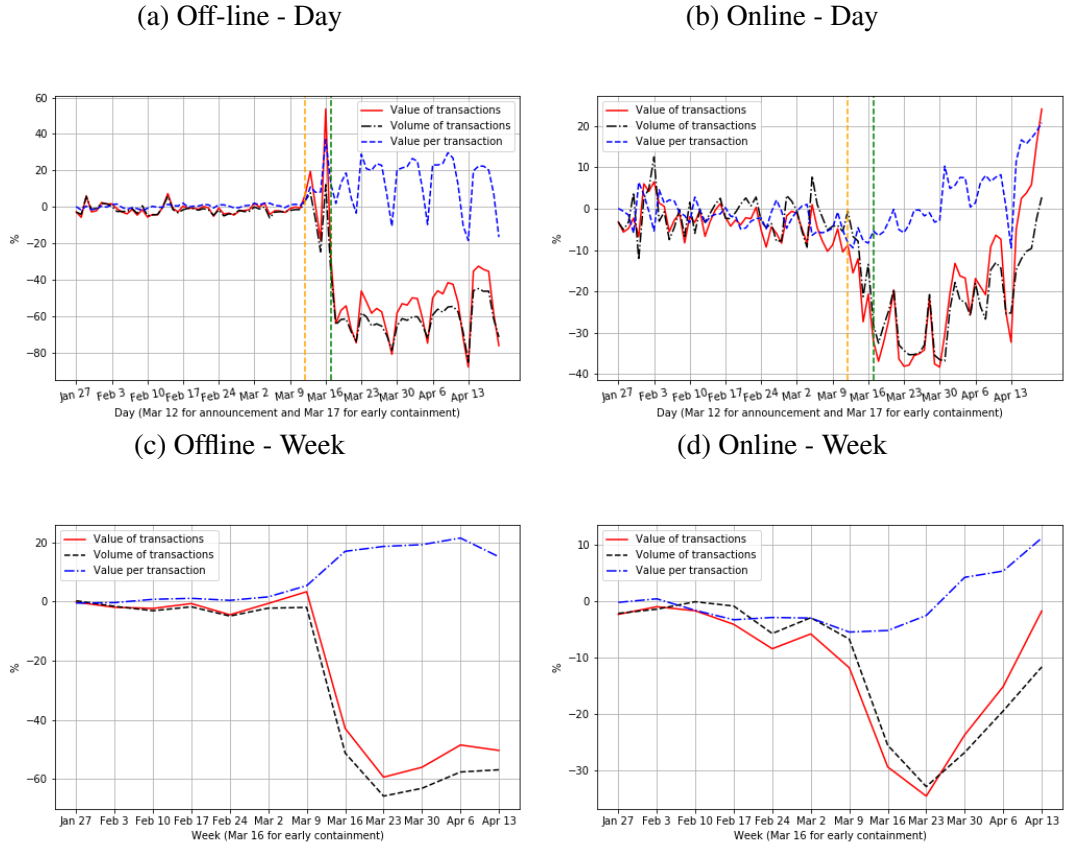 (a) Off-line - Day
60
40
20
0
−20
−40
−60
−80
%
Value of transactions
Volume of transactions
Value per transaction
Jan 27 Feb 3 Feb 10 Feb 17 Feb 24 Mar 2 Mar 9 Mar 16 Mar 23 Mar 30 Apr 6 Apr 13
Day (Mar 12 for announcement and Mar 17 for early containment)
(b) Online - Day
20
10
0
−10
−20
−30
−40
%
Value of transactions
Volume of transactions
Value per transaction
Jan 27 Feb 3 Feb 10 Feb 17 Feb 24 Mar 2 Mar 9 Mar 16 Mar 23 Mar 30 Apr 6 Apr 13
Day (Mar 12 for announcement and Mar 17 for early containment)
(c) Offline - Week
20
0
−20
−40
−60
%
Value of transactions
Volume of transactions
Value per transaction
Jan 27 Feb 3 Feb 10 Feb 17 Feb 24 Mar 2 Mar 9 Mar 16 Mar 23 Mar 30 Apr 6 Apr 13
Week (Mar 16 for early containment)
(d) Online - Week
10
0
−10
−20
−30
%
Value of transactions
Volume of transactions
Value per transaction
Jan 27 Feb 3 Feb 10 Feb 17 Feb 24 Mar 2 Mar 9 Mar 16 Mar 23 Mar 30 Apr 6 Apr 13
Week (Mar 16 for early containment)